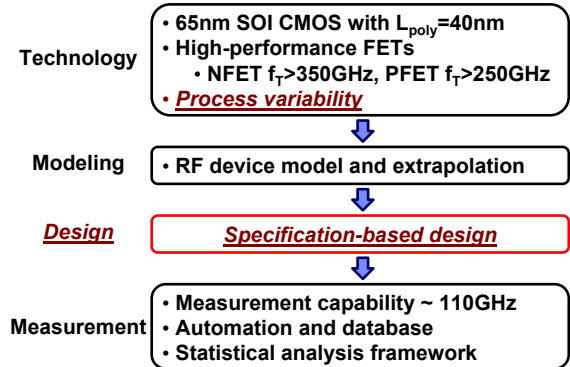 Technology
• 65nm SOI CMOS with Lpoly=40nm
• High-performance FETs
• NFET fT>350GHz, PFET fT>250GHz
• Process variability
Modeling
• RF device model and extrapolation
Design
Specification-based design
Measurement
• Measurement capability ~ 110GHz
• Automation and database
• Statistical analysis framework